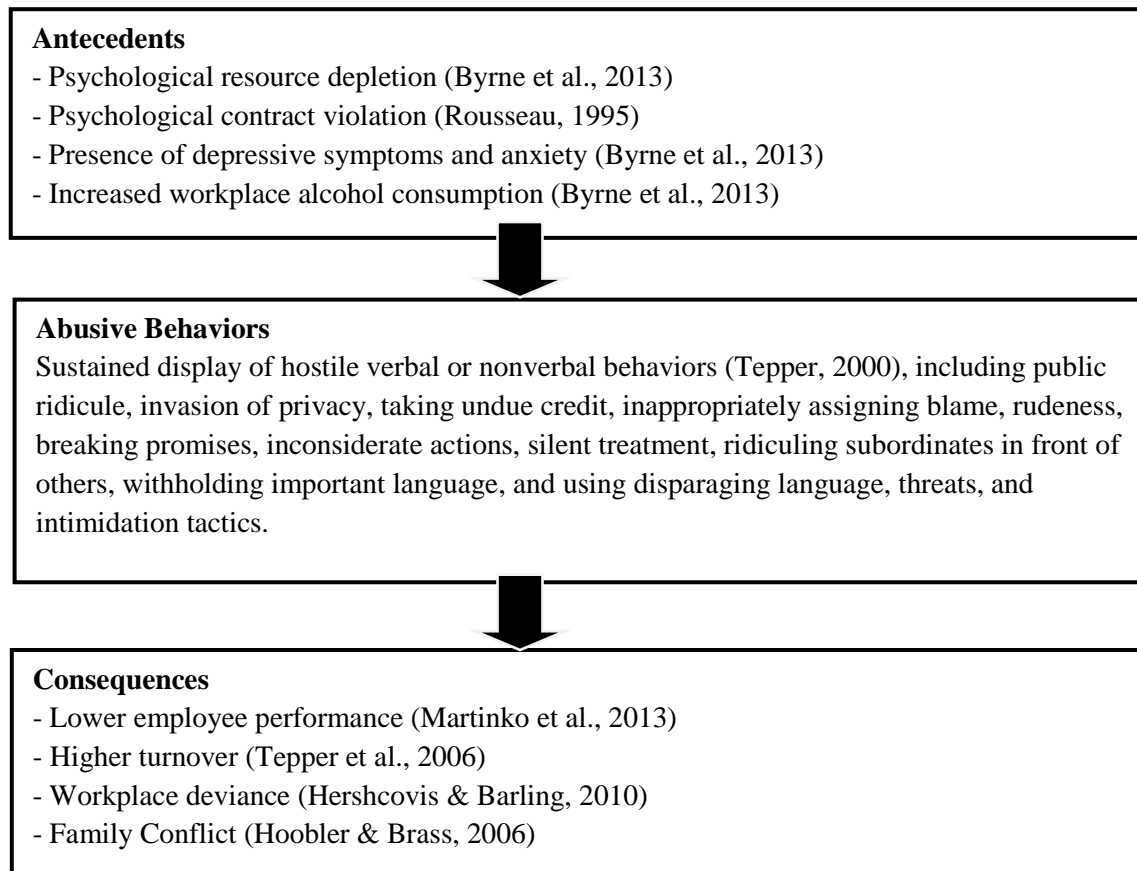 Antecedents
- Psychological resource depletion (Byrne et al., 2013)
- Psychological contract violation (Rousseau, 1995)
- Presence of depressive symptoms and anxiety (Byrne et al., 2013)
- Increased workplace alcohol consumption (Byrne et al., 2013)
Abusive Behaviors
Sustained display of hostile verbal or nonverbal behaviors (Tepper, 2000), including public
ridicule, invasion of privacy, taking undue credit, inappropriately assigning blame, rudeness,
breaking promises, inconsiderate actions, silent treatment, ridiculing subordinates in front of
others, withholding important language, and using disparaging language, threats, and
intimidation tactics.
Consequences
- Lower employee performance (Martinko et al., 2013)
- Higher turnover (Tepper et al., 2006)
- Workplace deviance (Hershcovis & Barling, 2010)
- Family Conflict (Hoobler & Brass, 2006)